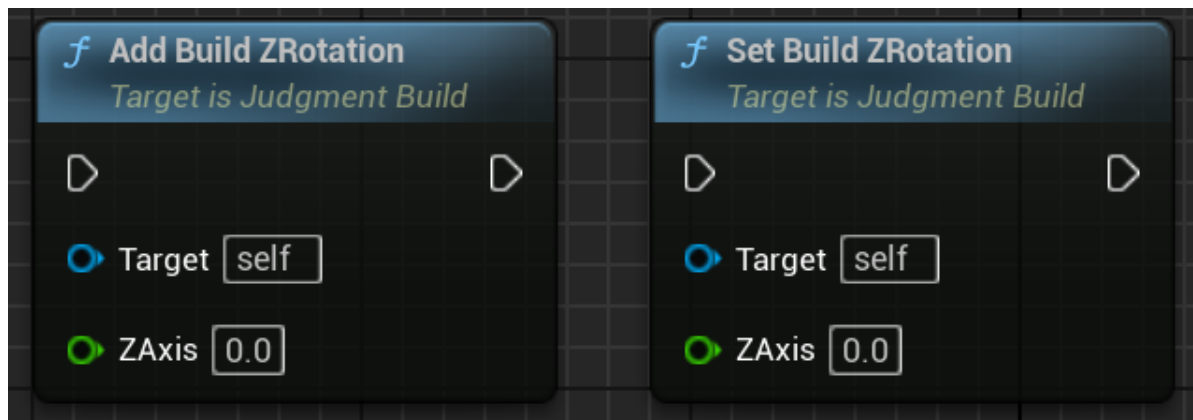 Add Build ZRotation
Target is Judgment Build
Target self
ZAxis 0.0
Set Build ZRotation
Target is Judgment Build
Target self
ZAxis 0.0